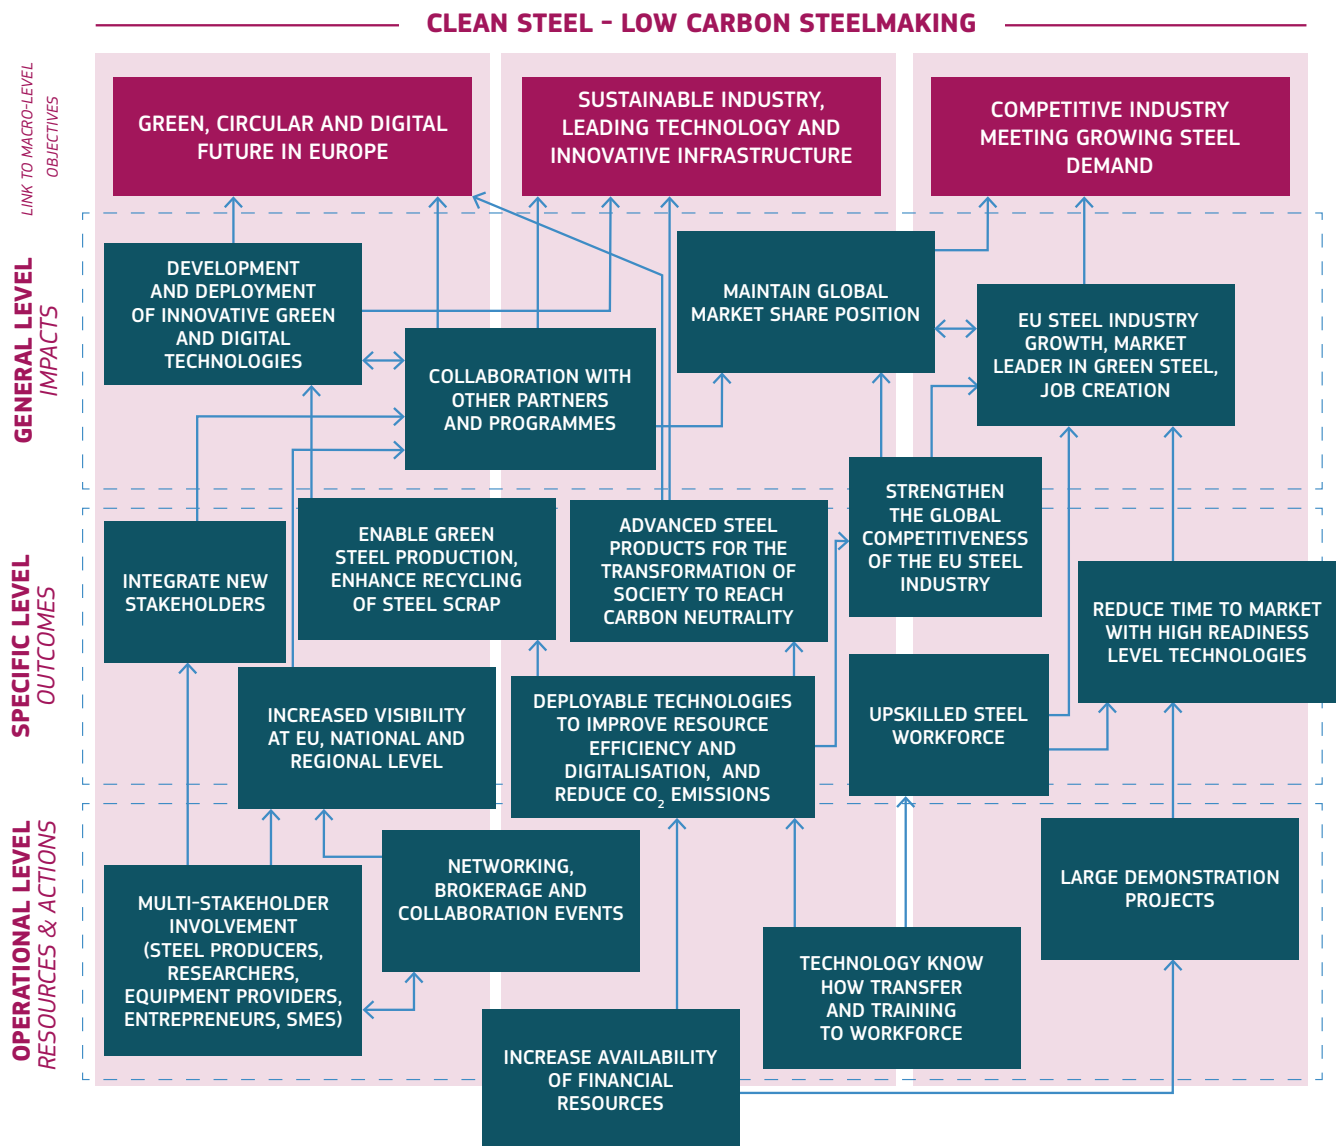 CLEAN STEEL – LOW CARBON STEELMAKING
LINK TO MACRO-LEVEL
OBJECTIVES
GREEN, CIRCULAR AND DIGITAL
FUTURE IN EUROPE
SUSTAINABLE INDUSTRY,
LEADING TECHNOLOGY AND
INNOVATIVE INFRASTRUCTURE
COMPETITIVE INDUSTRY
MEETING GROWING STEEL
DEMAND
GENERAL LEVEL
IMPACTS
DEVELOPMENT
AND DEPLOYMENT
OF INNOVATIVE GREEN
AND DIGITAL
TECHNOLOGIES
COLLABORATION WITH
OTHER PARTNERS
AND PROGRAMMES
MAINTAIN GLOBAL
MARKET SHARE POSITION
EU STEEL INDUSTRY
GROWTH, MARKET
LEADER IN GREEN STEEL,
JOB CREATION
SPECIFIC LEVEL
OUTCOMES
INTEGRATE NEW
STAKEHOLDERS
ENABLE GREEN
STEEL PRODUCTION,
ENHANCE RECYCLING
OF STEEL SCRAP
ADVANCED STEEL
PRODUCTS FOR THE
TRANSFORMATION OF
SOCIETY TO REACH
CARBON NEUTRALITY
STRENGTHEN
THE GLOBAL
COMPETITIVENESS
OF THE EU STEEL
INDUSTRY
REDUCE TIME TO MARKET
WITH HIGH READINESS
LEVEL TECHNOLOGIES
INCREASED VISIBILITY
AT EU, NATIONAL AND
REGIONAL LEVEL
DEPLOYABLE TECHNOLOGIES
TO IMPROVE RESOURCE
EFFICIENCY AND
DIGITALISATION, AND
REDUCE CO₂ EMISSIONS
UPSKILLED STEEL
WORKFORCE
OPERATIONAL LEVEL
RESOURCES & ACTIONS
MULTI-STAKEHOLDER
INVOLVEMENT
(STEEL PRODUCERS,
RESEARCHERS,
EQUIPMENT PROVIDERS,
ENTREPRENEURS, SMES)
NETWORKING,
BROKERAGE AND
COLLABORATION EVENTS
INCREASE AVAILABILITY
OF FINANCIAL
RESOURCES
TECHNOLOGY KNOW
HOW TRANSFER
AND TRAINING
TO WORKFORCE
LARGE DEMONSTRATION
PROJECTS